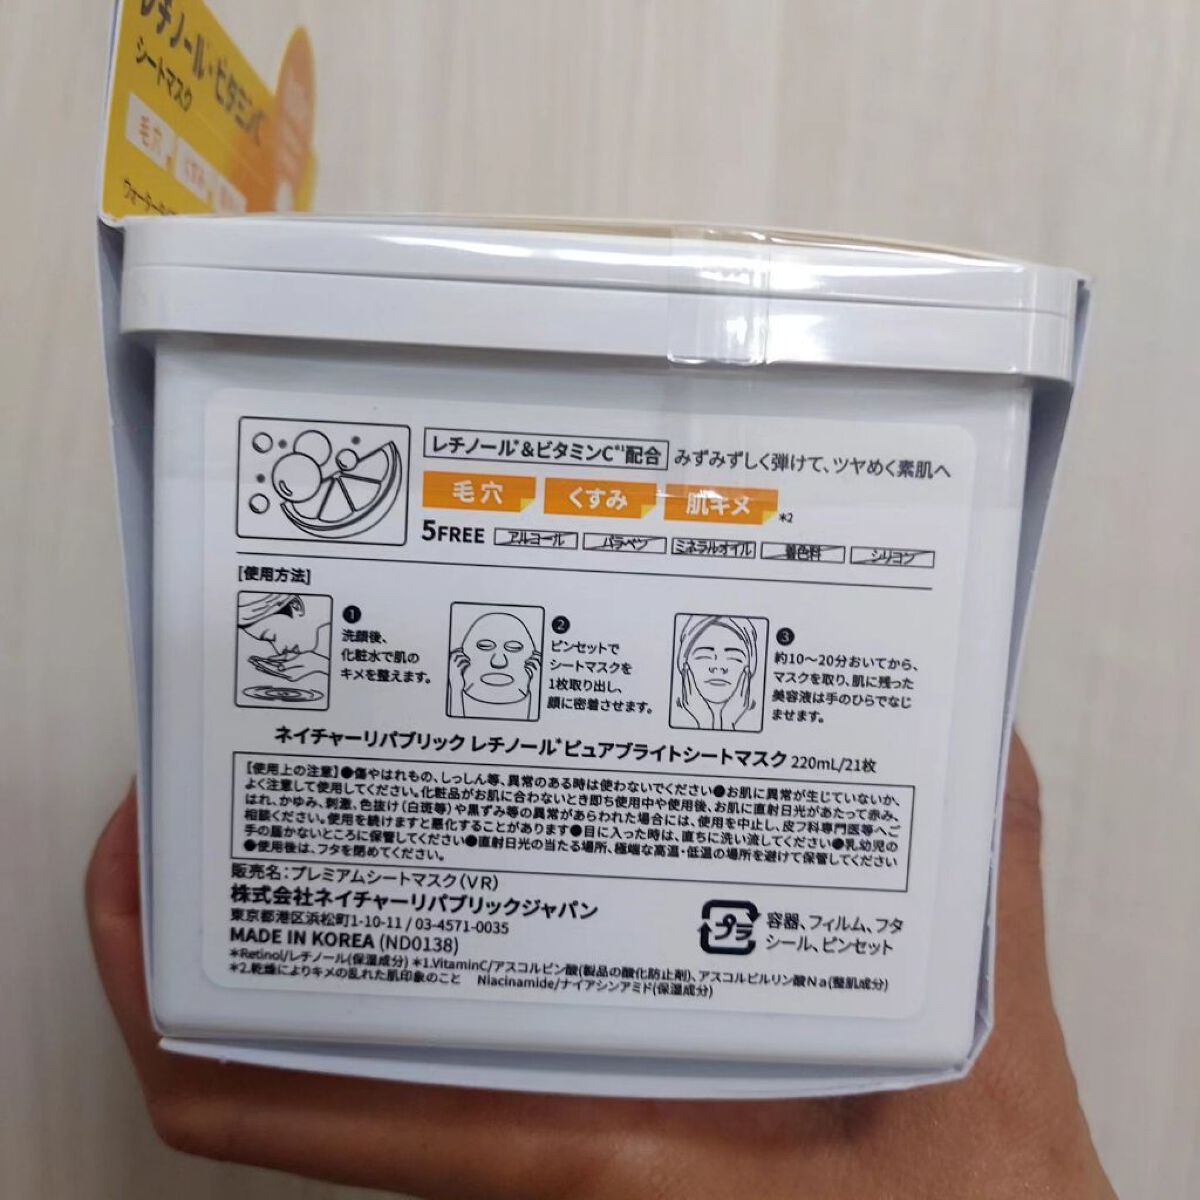 レチノール・ビタミンC
シートマスク
毛穴 くすみ
レチノール*&ビタミンC*¹配合 みずみずしく弾けて、ツヤめく素肌へ
毛穴 くすみ 肌キメ *2
5FREE アルコール パラベン ミネラルオイル 着色料 シリコン
[使用方法]
1
洗顔後、
化粧水で肌の
キメを整えます。
2
ピンセットで
シートマスクを
1枚取り出し、
顔に密着させます。
3
約10〜20分おいてから、
マスクを取り、肌に残った
美容液は手のひらでなじ
ませます。
ネイチャーリパブリック レチノール*ピュアブライトシートマスク 220mL/21枚
【使用上の注意】●傷やはれもの、しっしん等、異常のある時は使わないでください●お肌に異常が生じていないか、
よく注意して使用してください。化粧品がお肌に合わないとき即ち使用中や使用後、お肌に直射日光があたって赤み、
はれ、かゆみ、刺激、色抜け(白斑等)や黒ずみ等の異常があらわれた場合には、使用を中止し、皮フ科専門医等へご
相談ください。使用を続けますと悪化することがあります●目に入った時は、直ちに洗い流してください●乳幼児の
手の届かないところに保管してください●直射日光の当たる場所、極端な高温・低温の場所を避けて保管してください
●使用後は、フタを閉めてください。
販売名:プレミアムシートマスク(VR)
株式会社ネイチャーリパブリックジャパン
東京都港区浜松町1-10-11 / 03-4571-0035
MADE IN KOREA (ND0138)
プラ 容器、フィルム、フタ
シール、ピンセット
*Retinol/レチノール(保湿成分) *1.VitaminC/アスコルビン酸(製品の酸化防止剤)、アスコルビルリン酸Na(整肌成分)
*2.乾燥によりキメの乱れた肌印象のこと Niacinamide/ナイアシンアミド(保湿成分)